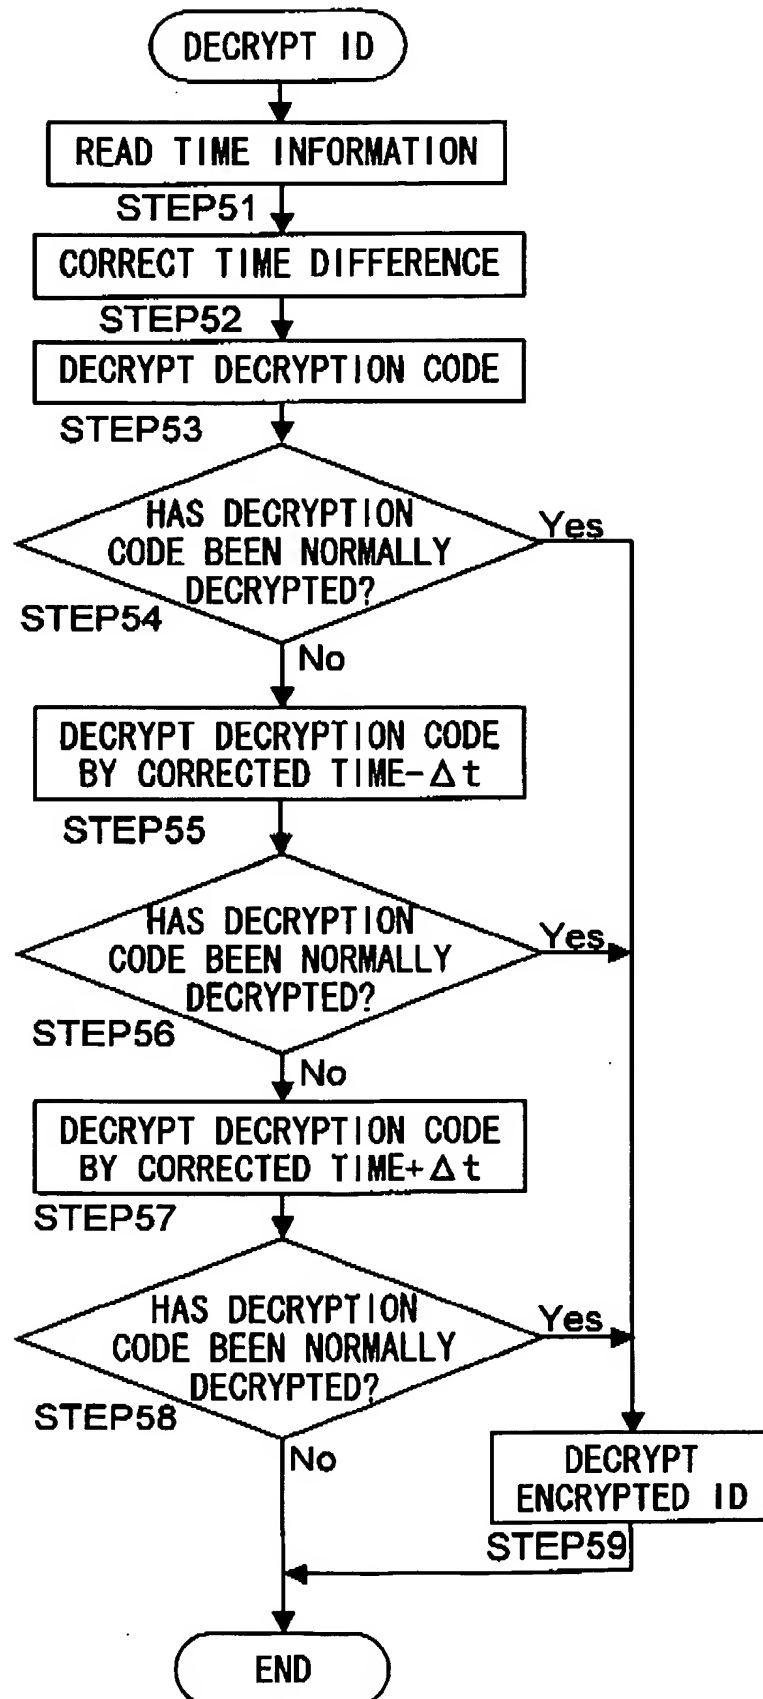 DECRYPT ID
READ TIME INFORMATION
STEP51
CORRECT TIME DIFFERENCE
STEP52
DECRYPT DECRYPTION CODE
STEP53
HAS DECRYPTION
CODE BEEN NORMALLY
DECRYPTED?
Yes
STEP54
No
DECRYPT DECRYPTION CODE
BY CORRECTED TIME-Δt
STEP55
HAS DECRYPTION
CODE BEEN NORMALLY
DECRYPTED?
Yes
STEP56
No
DECRYPT DECRYPTION CODE
BY CORRECTED TIME+Δt
STEP57
HAS DECRYPTION
CODE BEEN NORMALLY
DECRYPTED?
Yes
STEP58
No
DECRYPT
ENCRYPTED ID
STEP59
END